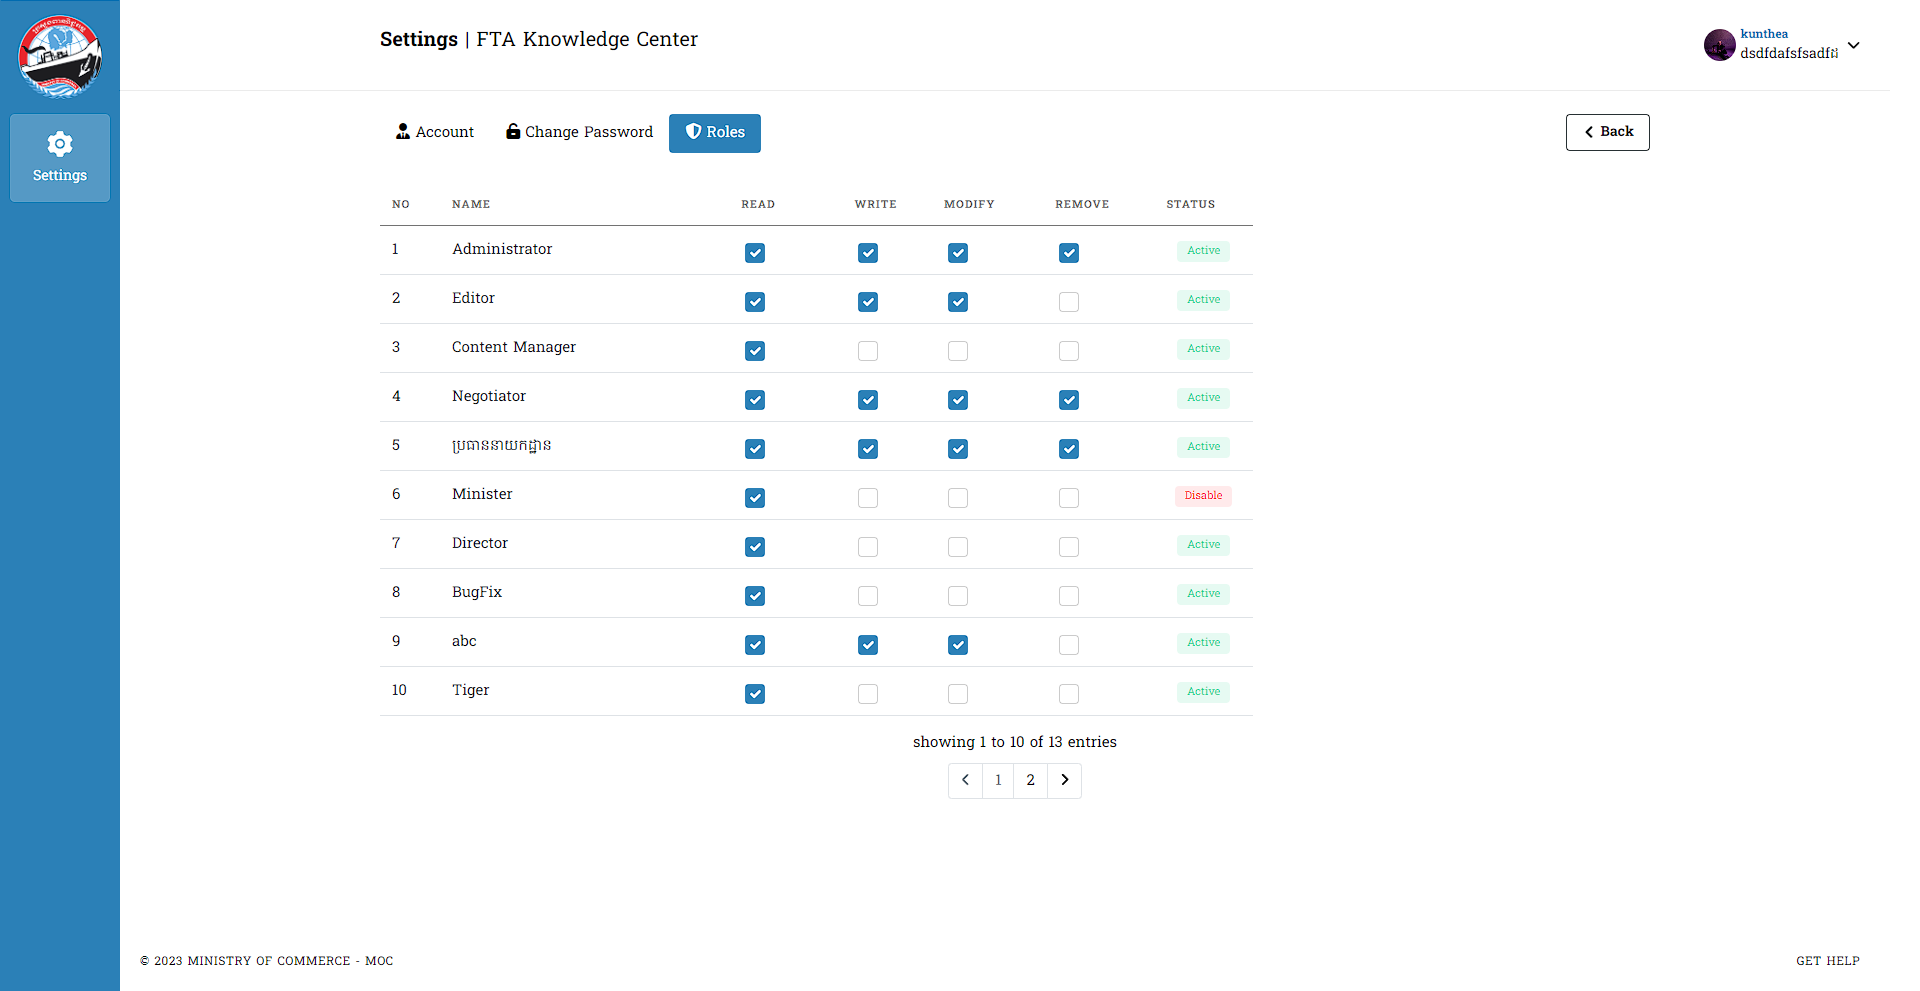 Settings | FTA Knowledge Center
kunthea
Settings
Account
Change Password
Roles
Back
NO NAME READ WRITE MODIFY REMOVE STATUS
1 Administrator Active
2 Editor Active
3 Content Manager Active
4 Negotiator Active
5 ប្រធាននាយកដ្ឋាន Active
6 Minister Disable
7 Director Active
8 BugFix Active
9 abc Active
10 Tiger Active
showing 1 to 10 of 13 entries
1 2
© 2023 MINISTRY OF COMMERCE - MOC
GET HELP